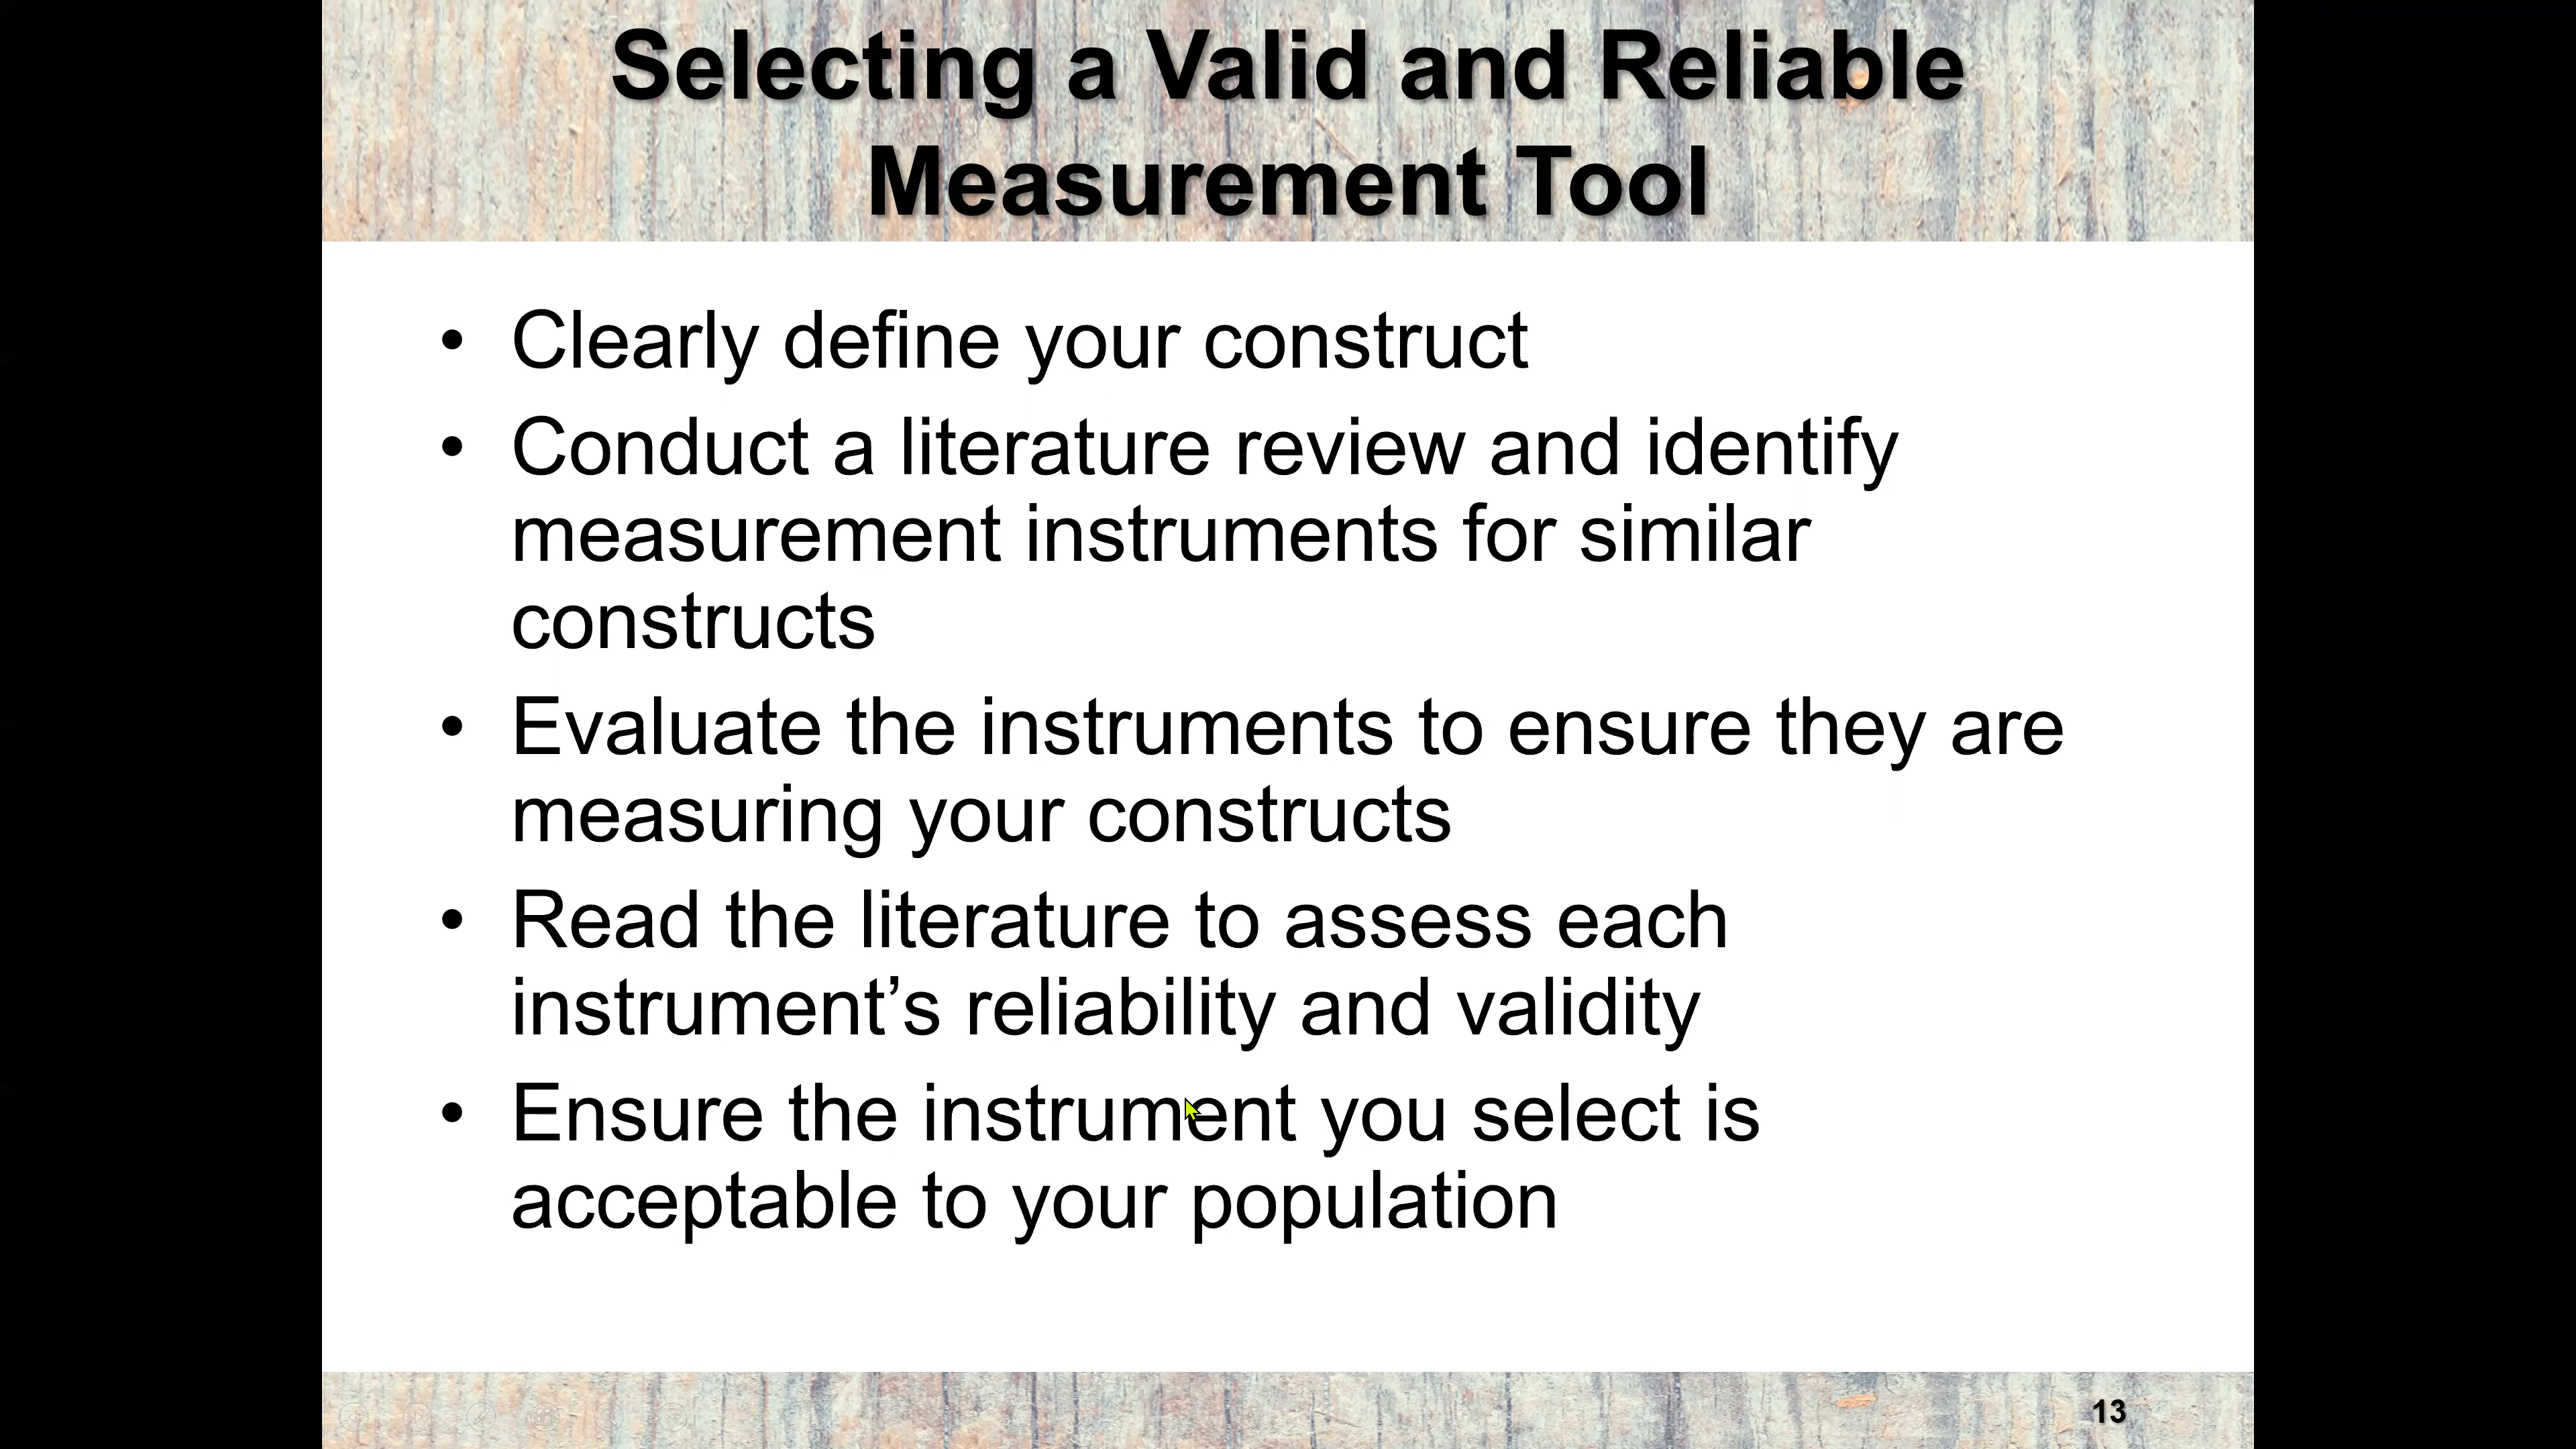 Selecting a Valid and Reliable
Measurement Tool
• Clearly define your construct
• Conduct a literature review and identify
measurement instruments for similar
constructs
• Evaluate the instruments to ensure they are
measuring your constructs
• Read the literature to assess each
instrument’s reliability and validity
• Ensure the instrument you select is
acceptable to your population
13